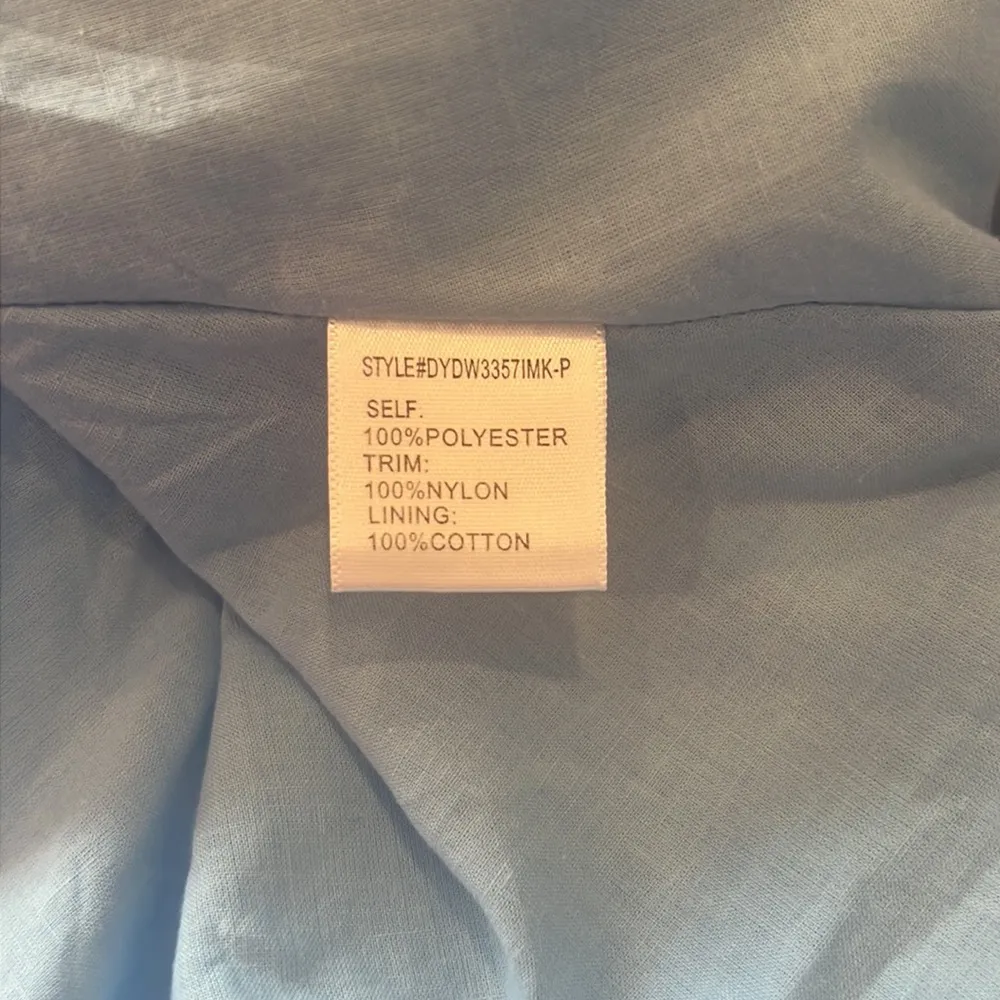 STYLE#DYDW3357IMK-P
SELF:
100%POLYESTER
TRIM:
100%NYLON
LINING:
100%COTTON